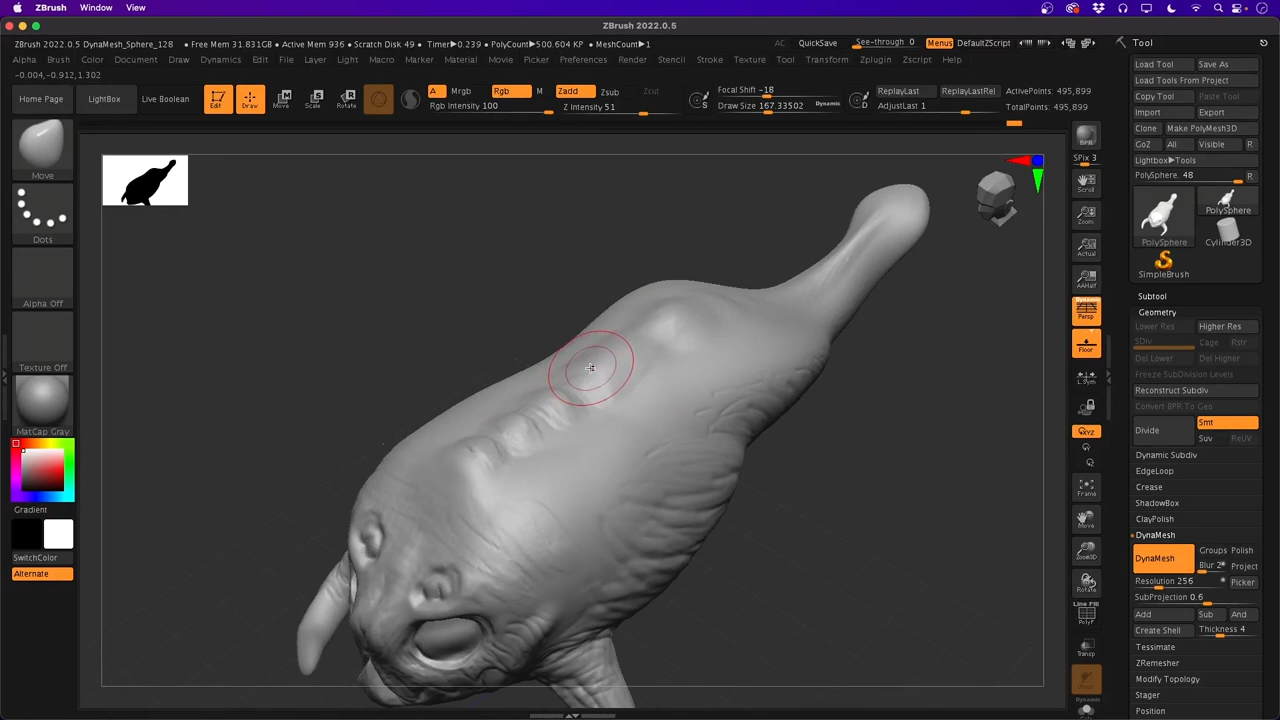 ZBrush Window View
ZBrush 2022.0.5
ZBrush 2022.0.5 DynaMesh_Sphere_128 • Free Mem 31.831GB • Active Mem 936 • Scratch Disk 49 • Timer▶0.239 • PolyCount▶500.604 KP • MeshCount▶1 AC QuickSave See-through 0 Menus DefaultZScript
Alpha Brush Color Document Draw Dynamics Edit File Layer Light Macro Marker Material Movie Picker Preferences Render Stencil Stroke Texture Tool Transform Zplugin Zscript Help
-0.004,-0.912,1.302
Home Page LightBox Live Boolean Edit Draw Move Scale Rotate
A Mrgb Rgb M Zadd Zsub Zcut
Rgb Intensity 100 Z Intensity 51
S Focal Shift -18
Draw Size 167.33502 Dynamic
D ReplayLast ReplayLastRel ActivePoints: 495,899
AdjustLast 1 TotalPoints: 495,899
Move
Dots
Alpha Off
Texture Off
MatCap Gray
Gradient
SwitchColor
Alternate
BPR
SPix 3
Scroll
Zoom
Actual
AAHalf
Dynamic
Persp
Floor
L.Sym
XYZ
Frame
Move
Zoom3D
Rotate
Line Fill
PolyF
Transp
Dynamic
Tool
Load Tool Save As
Load Tools From Project
Copy Tool Paste Tool
Import Export
Clone Make PolyMesh3D
GoZ All Visible R
Lightbox▶Tools
PolySphere. 48 R
PolySphere PolySphere
Cylinder3D
SimpleBrush
Subtool
Geometry
Lower Res Higher Res
SDiv Cage Rstr
Del Lower Del Higher
Freeze SubDivision Levels
Reconstruct Subdiv
Convert BPR To Geo
Divide Smt
Suv ReUV
Dynamic Subdiv
EdgeLoop
Crease
ShadowBox
ClayPolish
DynaMesh
DynaMesh Groups Polish
Blur 2 Project
Resolution 256 Picker
SubProjection 0.6
Add Sub And
Create Shell Thickness 4
Tessimate
ZRemesher
Modify Topology
Stager
Position